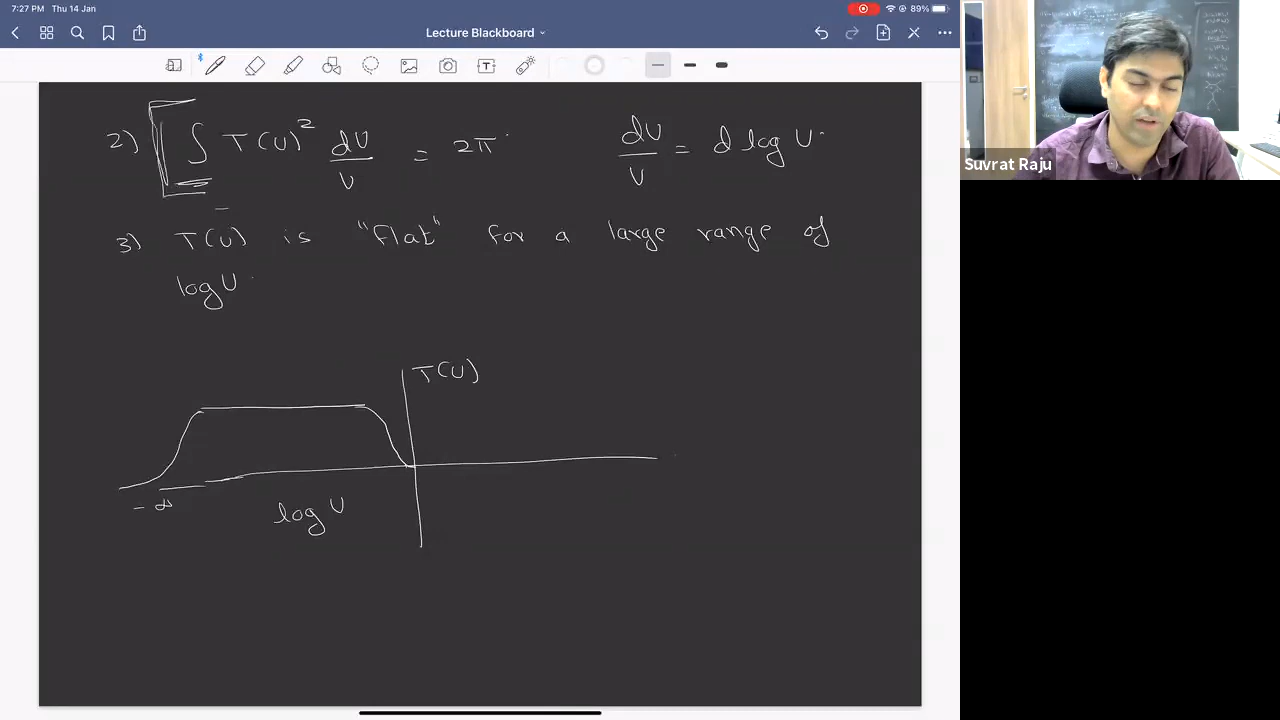 7:27 PM Thu 14 Jan 89%
Lecture Blackboard
T
2) ∫ T(U)² dU/U = 2π dU/U = d log U
Suvrat Raju
3) T(U) is "flat" for a large range of
log U
T(U)
- ∞
log U